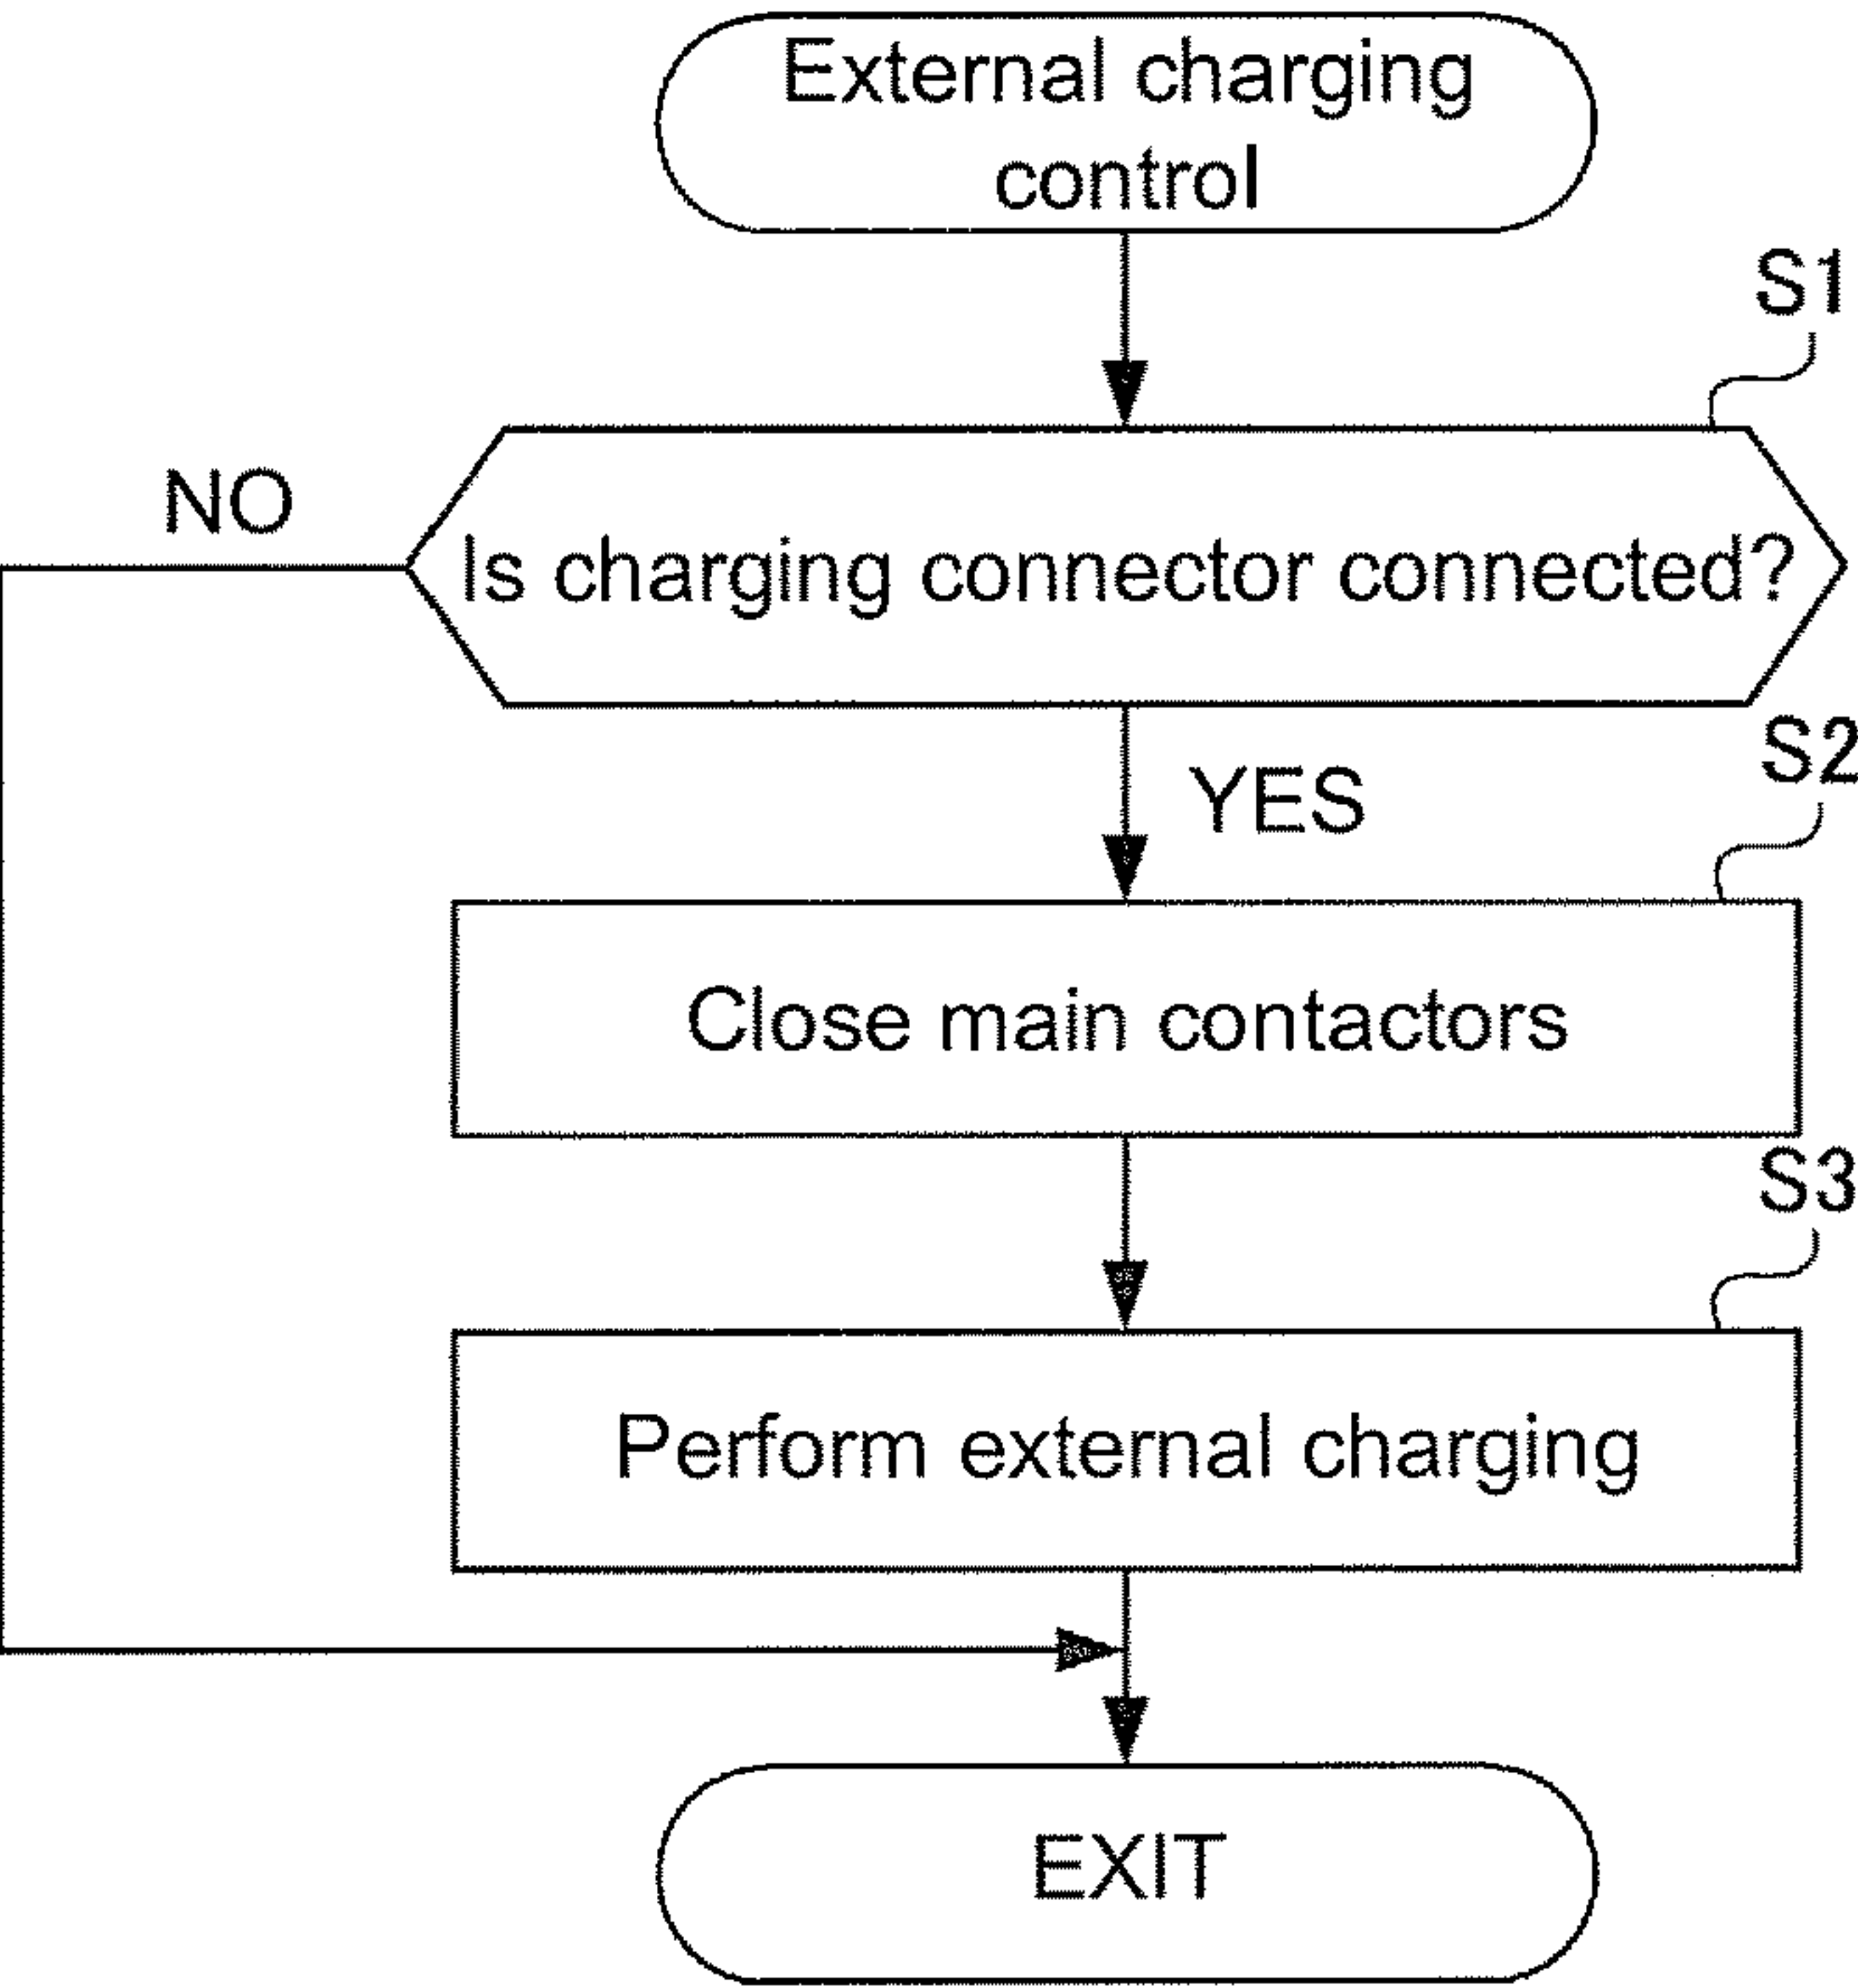 External charging
control
S1
NO
Is charging connector connected?
YES
S2
Close main contactors
S3
Perform external charging
EXIT